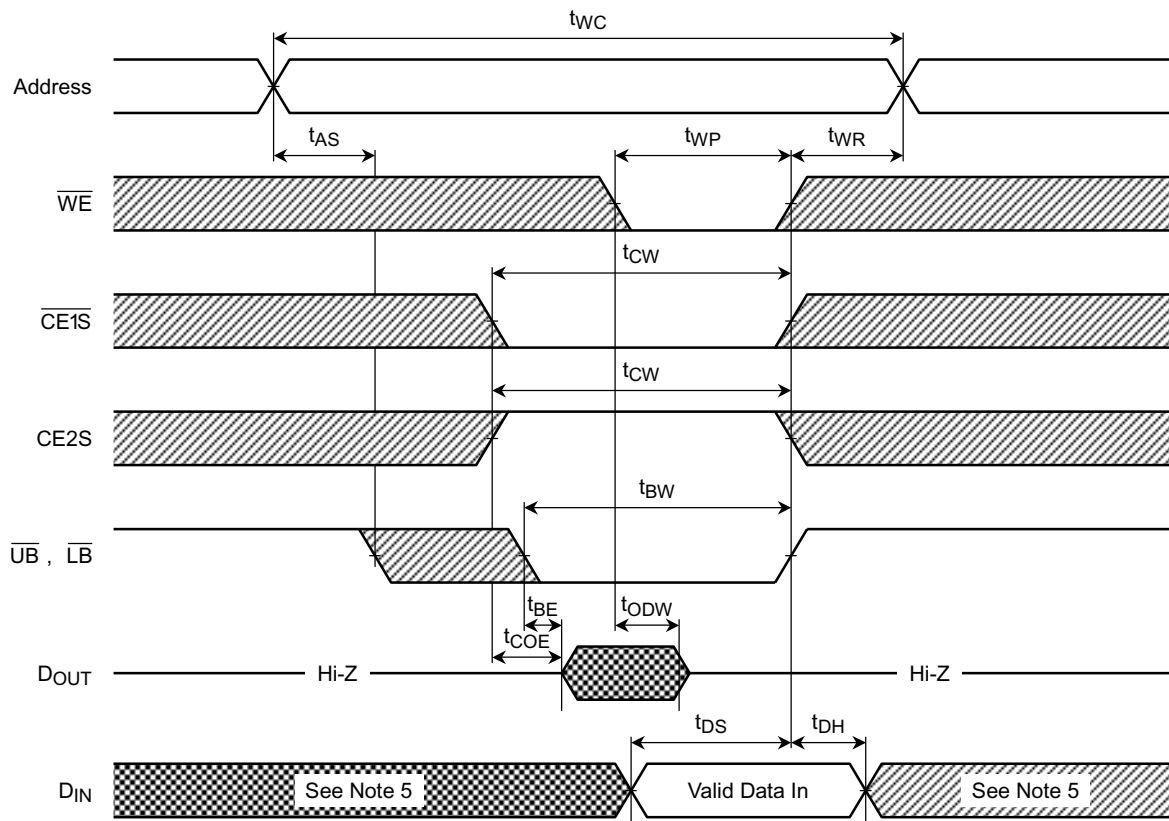 tWC
Address
tAS
tWP
tWR
WE
tCW
CE1S
tCW
CE2S
tBW
UB , LB
tBE
tODW
tCOE
DOUT
Hi-Z
Hi-Z
tDS
tDH
DIN
See Note 5
Valid Data In
See Note 5